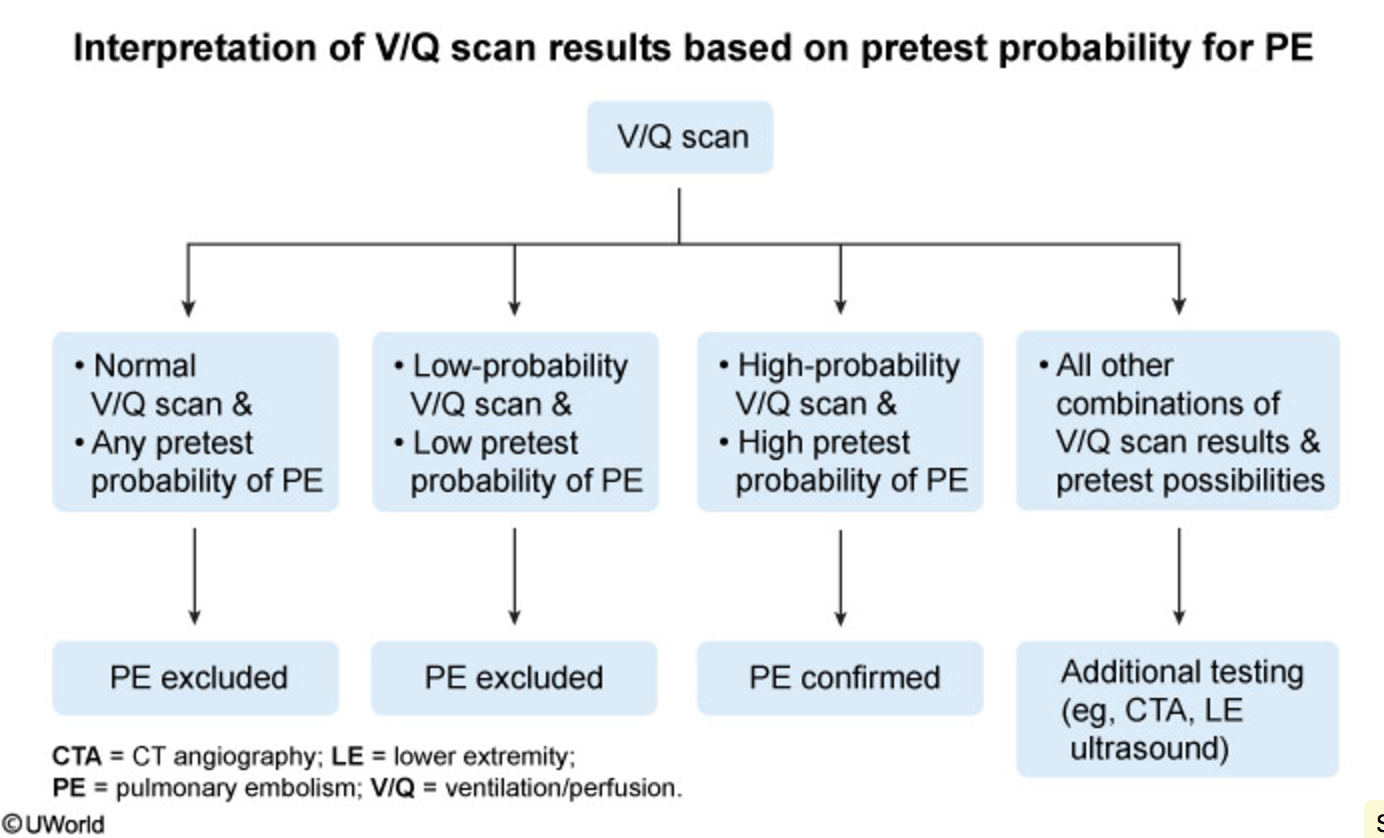 Interpretation of V/Q scan results based on pretest probability for PE
V/Q scan
• Normal
V/Q scan &
• Any pretest
probability of PE
• Low-probability
V/Q scan &
• Low pretest
probability of PE
• High-probability
V/Q scan &
• High pretest
probability of PE
• All other
combinations of
V/Q scan results &
pretest possibilities
PE excluded
PE excluded
PE confirmed
Additional testing
(eg, CTA, LE
ultrasound)
CTA = CT angiography; LE = lower extremity;
PE = pulmonary embolism; V/Q = ventilation/perfusion.
©UWorld